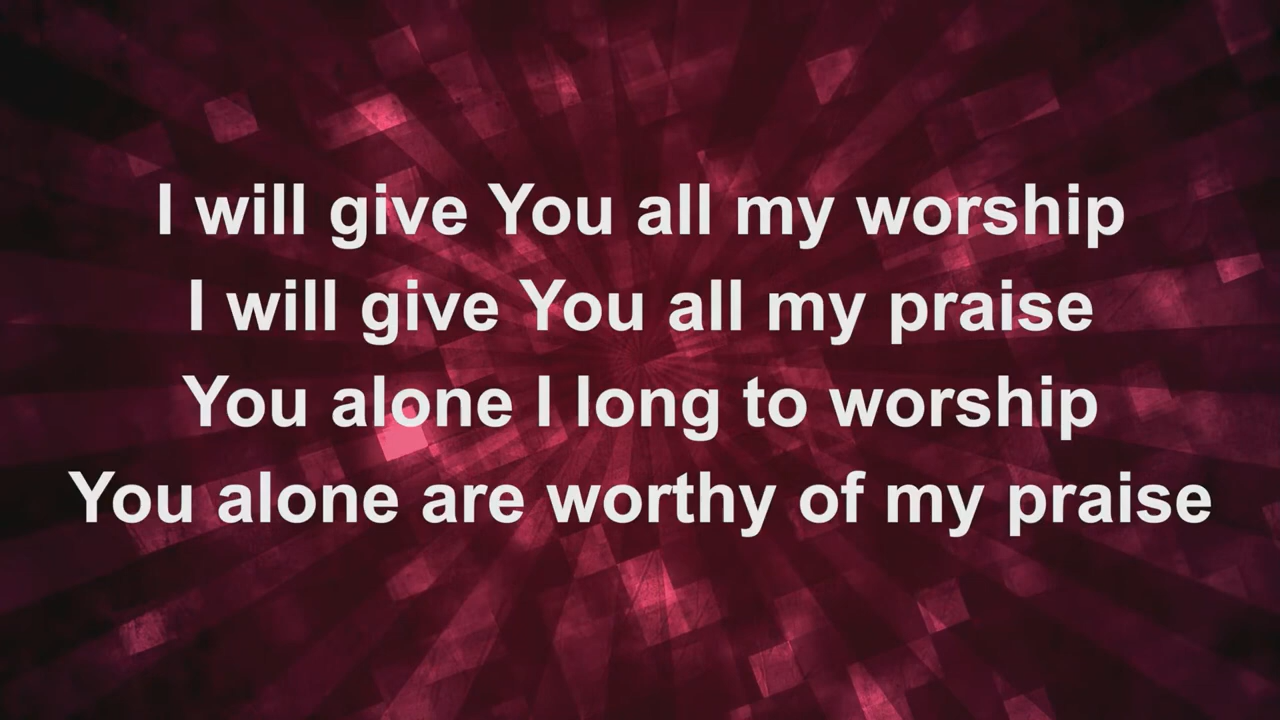 I will give You all my worship
I will give You all my praise
You alone I long to worship
You alone are worthy of my praise